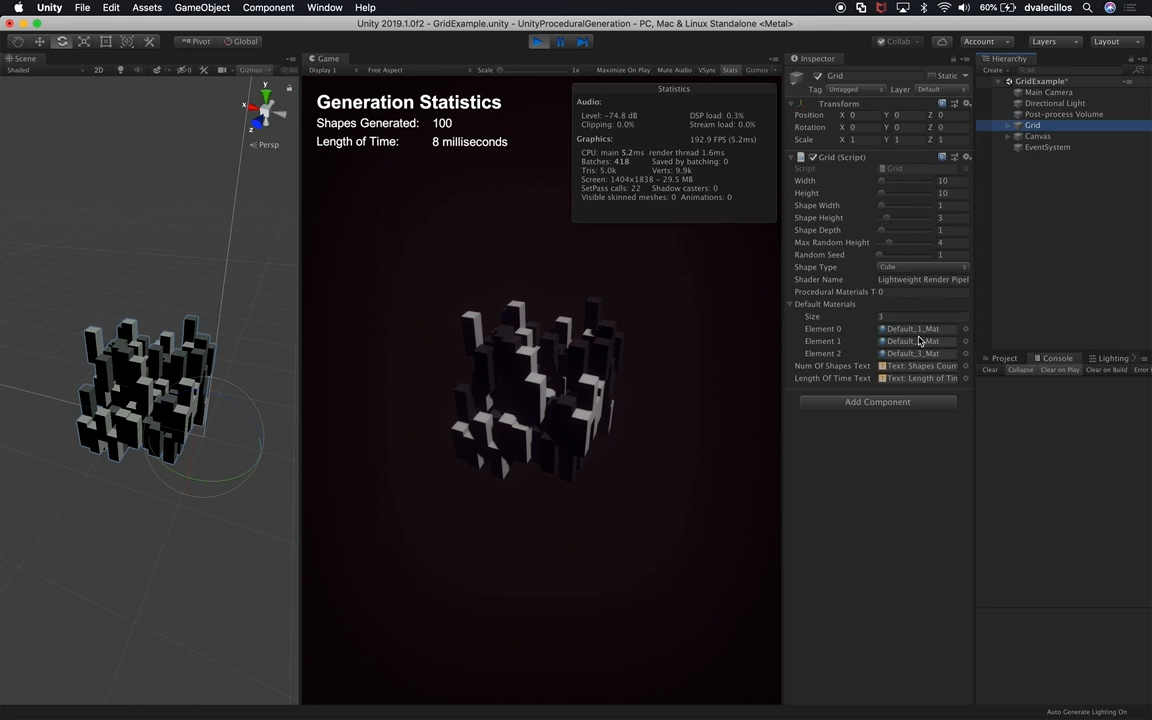 Unity File Edit Assets GameObject Component Window Help 60% dvalecillos
Unity 2019.1.0f2 - GridExample.unity - UnityProceduralGeneration - PC, Mac & Linux Standalone <Metal>
Pivot Global Collab Account Layers Layout
Scene
Shaded 2D 0 Gizmos All
y
x
z
Persp
Game
Display 1 Free Aspect Scale 1x Maximize On Play Mute Audio VSync Stats Gizmos
Generation Statistics
Shapes Generated: 100
Length of Time: 8 milliseconds
Statistics
Audio:
Level: -74.8 dB DSP load: 0.3%
Clipping: 0.0% Stream load: 0.0%
Graphics: 192.9 FPS (5.2ms)
CPU: main 5.2ms render thread 1.6ms
Batches: 418 Saved by batching: 0
Tris: 5.0k Verts: 9.9k
Screen: 1404x1838 - 29.5 MB
SetPass calls: 22 Shadow casters: 0
Visible skinned meshes: 0 Animations: 0
Inspector
Grid Static
Tag Untagged Layer Default
Transform
Position X 0 Y 0 Z 0
Rotation X 0 Y 0 Z 0
Scale X 1 Y 1 Z 1
Grid (Script)
Script Grid
Width 10
Height 10
Shape Width 1
Shape Height 3
Shape Depth 1
Max Random Height 4
Random Seed 1
Shape Type Cube
Shader Name Lightweight Render Pipel
Procedural Materials T 0
Default Materials
Size 3
Element 0 Default_1_Mat
Element 1 Default_ Mat
Element 2 Default_3_Mat
Num Of Shapes Text Text: Shapes Coun
Length Of Time Text Text: Length of Tin
Add Component
Hierarchy
Create All
GridExample*
Main Camera
Directional Light
Post-process Volume
Grid
Canvas
EventSystem
Project Console Lighting
Clear Collapse Clear on Play Clear on Build Error
Auto Generate Lighting On